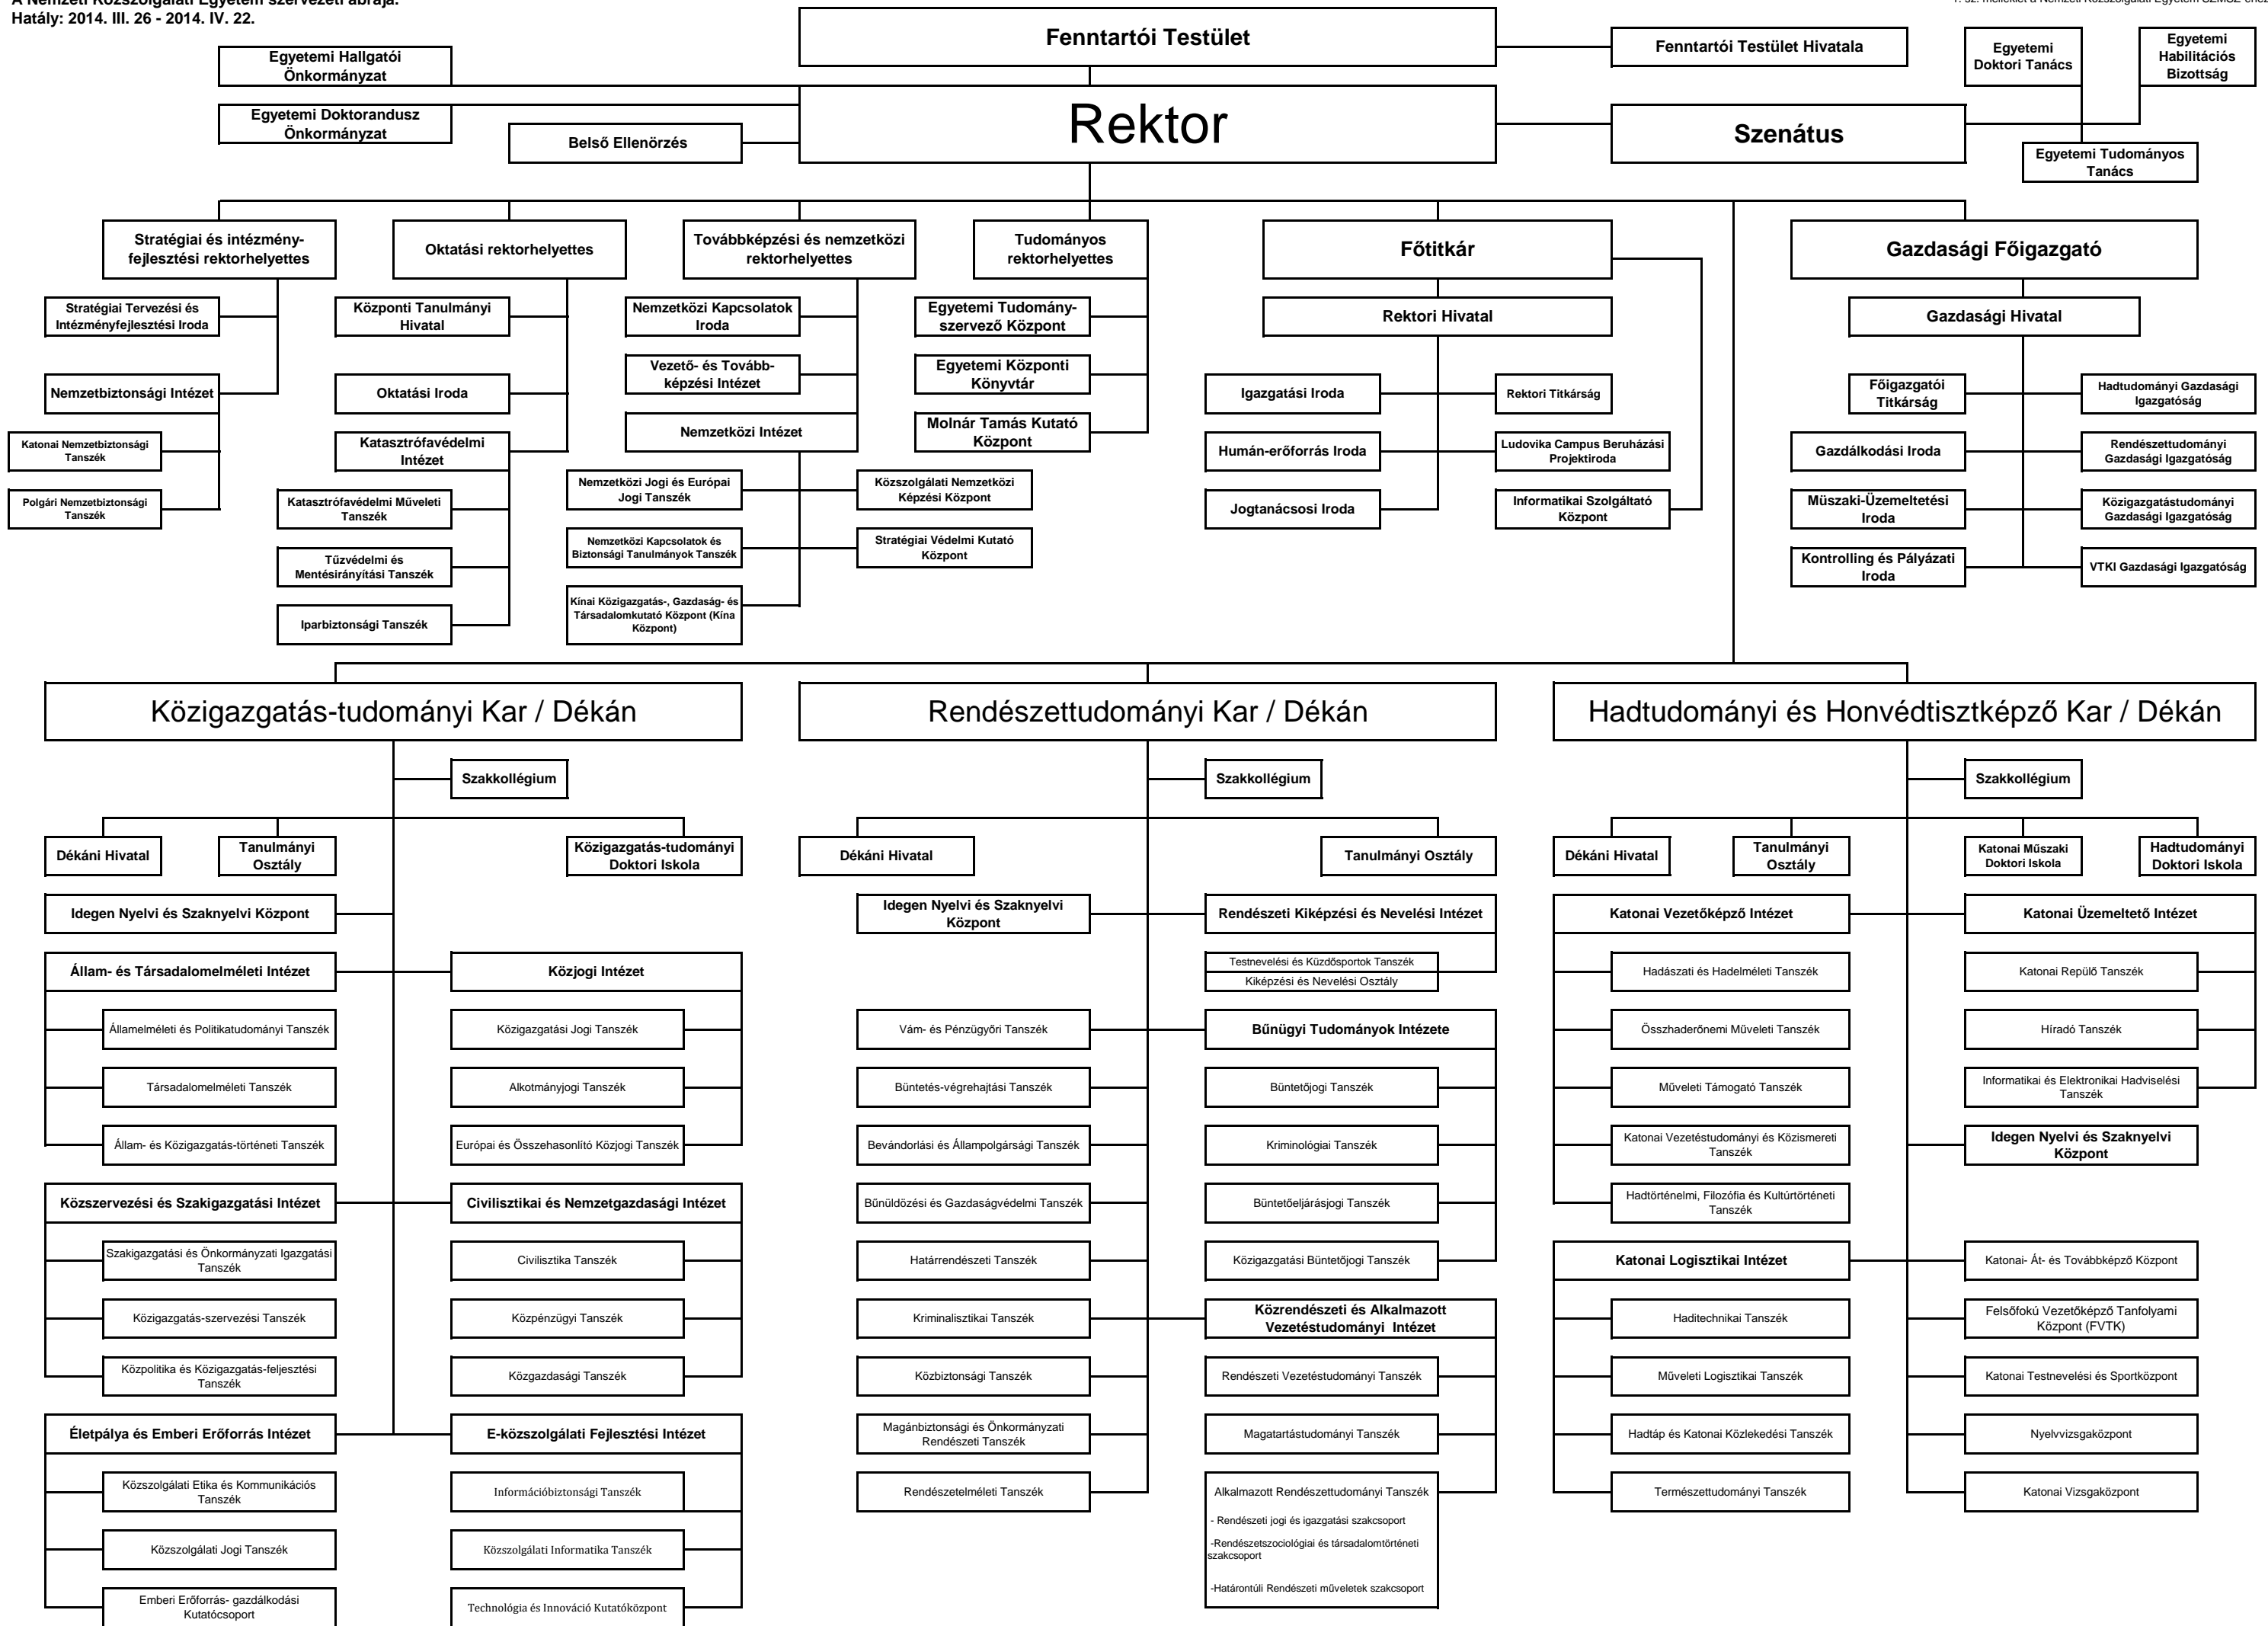 A Nemzeti Közszolgálati Egyetem szervezeti ábrája.
Hatály: 2014. III. 26 - 2014. IV. 22.
1. sz. melléklet a Nemzeti Közszolgálati Egyetem
Fenntartói Testület
Fenntartói Testület Hivatala
Egyetemi
Doktori Tanács
Egyetemi
Habilitációs
Bizottság
Egyetemi Hallgatói
Önkormányzat
Egyetemi Doktorandusz
Önkormányzat
Belső Ellenörzés
Rektor
Szenátus
Egyetemi Tudományos
Tanács
Stratégiai és intézmény-
fejlesztési rektorhelyettes
Oktatási rektorhelyettes
Továbbképzési és nemzetközi
rektorhelyettes
Tudományos
rektorhelyettes
Főtitkár
Gazdasági Főigazgató
Stratégiai Tervezési és
Intézményfejlesztési Iroda
Nemzetbiztonsági Intézet
Katonai Nemzetbiztonsági
Tanszék
Polgári Nemzetbiztonsági
Tanszék
Központi Tanulmányi
Hivatal
Oktatási Iroda
Katasztrófavédelmi
Intézet
Katasztrófavédelmi Műveleti
Tanszék
Tűzvédelmi és
Mentésirányítási Tanszék
Iparbiztonsági Tanszék
Nemzetközi Kapcsolatok
Iroda
Vezető- és Tovább-
képzési Intézet
Nemzetközi Intézet
Nemzetközi Jogi és Európai
Jogi Tanszék
Közszolgálati Nemzetközi
Képzési Központ
Nemzetközi Kapcsolatok és
Biztonsági Tanulmányok Tanszék
Stratégiai Védelmi Kutató
Központ
Kínai Közigazgatás-, Gazdaság- és
Társadalomkutató Központ (Kína
Központ)
Egyetemi Tudomány-
szervező Központ
Egyetemi Központi
Könyvtár
Molnár Tamás Kutató
Központ
Rektori Hivatal
Igazgatási Iroda
Rektori Titkárság
Humán-erőforrás Iroda
Ludovika Campus Beruházási
Projektiroda
Jogtanácsosi Iroda
Informatikai Szolgáltató
Központ
Gazdasági Hivatal
Főigazgatói
Titkárság
Hadtudományi Gazdasági
Igazgatóság
Gazdálkodási Iroda
Rendészettudományi
Gazdasági Igazgatóság
Müszaki-Üzemeltetési
Iroda
Közigazgatástudományi
Gazdasági Igazgatóság
Kontrolling és Pályázati
Iroda
VTKI Gazdasági Igazgatóság
Közigazgatás-tudományi Kar / Dékán
Szakkollégium
Dékáni Hivatal
Tanulmányi
Osztály
Közigazgatás-tudományi
Doktori Iskola
Idegen Nyelvi és Szaknyelvi Központ
Állam- és Társadalomelméleti Intézet
Államelméleti és Politikatudományi Tanszék
Társadalomelméleti Tanszék
Állam- és Közigazgatás-történeti Tanszék
Közjogi Intézet
Közigazgatási Jogi Tanszék
Alkotmányjogi Tanszék
Európai és Összehasonlító Közjogi Tanszék
Közszervezési és Szakigazgatási Intézet
Szakigazgatási és Önkormányzati Igazgatási
Tanszék
Közigazgatás-szervezési Tanszék
Közpolitika és Közigazgatás-feljesztési
Tanszék
Civilisztikai és Nemzetgazdasági Intézet
Civilisztika Tanszék
Közpénzügyi Tanszék
Közgazdasági Tanszék
Életpálya és Emberi Erőforrás Intézet
Közszolgálati Etika és Kommunikációs
Tanszék
Közszolgálati Jogi Tanszék
Emberi Erőforrás- gazdálkodási
Kutatócsoport
E-közszolgálati Fejlesztési Intézet
Információbiztonsági Tanszék
Közszolgálati Informatika Tanszék
Technológia és Innováció Kutatóközpont
Rendészettudományi Kar / Dékán
Szakkollégium
Dékáni Hivatal
Tanulmányi Osztály
Idegen Nyelvi és Szaknyelvi
Központ
Rendészeti Kiképzési és Nevelési Intézet
Testnevelési és Küzdősportok Tanszék
Kiképzési és Nevelési Osztály
Vám- és Pénzügyőri Tanszék
Büntetés-végrehajtási Tanszék
Bevándorlási és Állampolgársági Tanszék
Bűnüldözési és Gazdaságvédelmi Tanszék
Határrendészeti Tanszék
Kriminalisztikai Tanszék
Közbiztonsági Tanszék
Magánbiztonsági és Önkormányzati
Rendészeti Tanszék
Rendészetelméleti Tanszék
Bűnügyi Tudományok Intézete
Büntetőjogi Tanszék
Kriminológiai Tanszék
Büntetőeljárásjogi Tanszék
Közigazgatási Büntetőjogi Tanszék
Közrendészeti és Alkalmazott
Vezetéstudományi Intézet
Rendészeti Vezetéstudományi Tanszék
Magatartástudományi Tanszék
Alkalmazott Rendészettudományi Tanszék
- Rendészeti jogi és igazgatási szakcsoport
-Rendészetszociológiai és társadalomtörténeti
szakcsoport
-Határontúli Rendészeti műveletek szakcsoport
Hadtudományi és Honvédtisztképző Kar / Dékán
Szakkollégium
Dékáni Hivatal
Tanulmányi
Osztály
Katonai Műszaki
Doktori Iskola
Hadtudományi
Doktori Iskola
Katonai Vezetőképző Intézet
Hadászati és Hadelméleti Tanszék
Összhaderőnemi Műveleti Tanszék
Műveleti Támogató Tanszék
Katonai Vezetéstudományi és Közismereti
Tanszék
Hadtörténelmi, Filozófia és Kultúrtörténeti
Tanszék
Katonai Üzemeltető Intézet
Katonai Repülő Tanszék
Híradó Tanszék
Informatikai és Elektronikai Hadviselési
Tanszék
Idegen Nyelvi és Szaknyelvi
Központ
Katonai Logisztikai Intézet
Haditechnikai Tanszék
Műveleti Logisztikai Tanszék
Hadtáp és Katonai Közlekedési Tanszék
Természettudományi Tanszék
Katonai- Át- és Továbbképző Központ
Felsőfokú Vezetőképző Tanfolyami
Központ (FVTK)
Katonai Testnevelési és Sportközpont
Nyelvvizsgaközpont
Katonai Vizsgaközpont